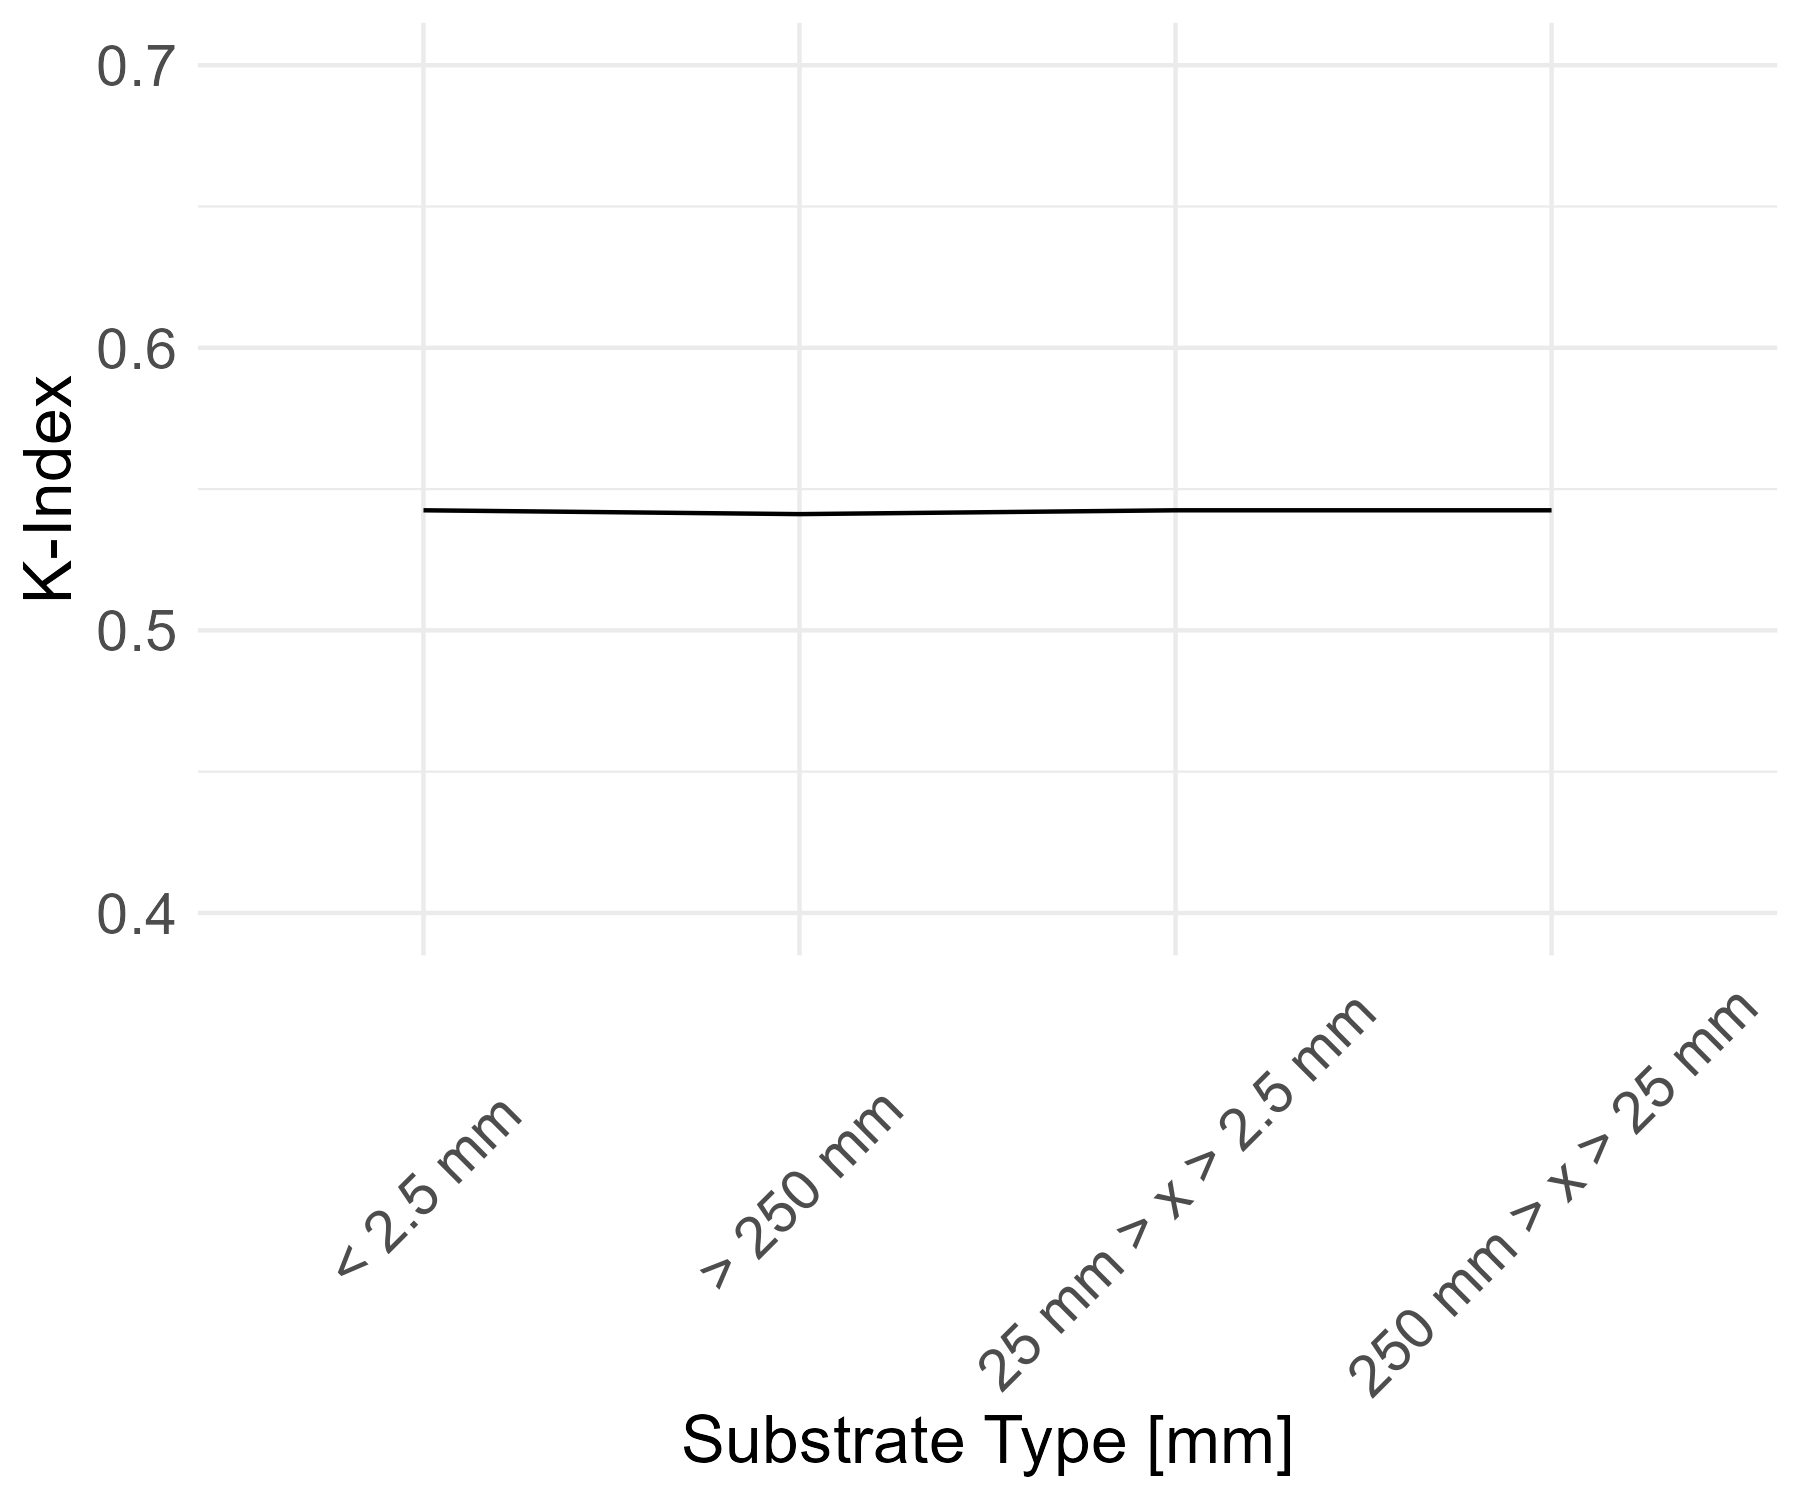 0.7
0.6
0.5
0.4
K-Index
< 2.5 mm
> 250 mm
25 mm > x > 2.5 mm
250 mm > x > 25 mm
Substrate Type [mm]